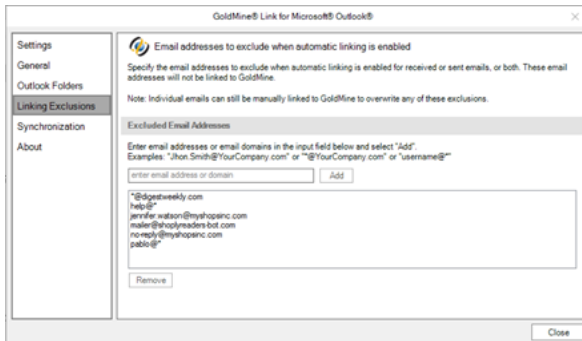 GoldMine® Link for Microsoft® Outlook®
Settings
General
Outlook Folders
Linking Exclusions
Synchronization
About
Email addresses to exclude when automatic linking is enabled
Specify the email addresses to exclude when automatic linking is enabled for received or sent emails, or both. These email
addresses will not be linked to GoldMine.
Note: Individual emails can still be manually linked to GoldMine to overwrite any of these exclusions.
Excluded Email Addresses
Enter email addresses or email domains in the input field below and select "Add".
Examples: "Jhon.Smith@YourCompany.com" or "*@YourCompany.com" or "username@*"
enter email address or domain
Add
*@digestweekly.com
help@*
jennifer.watson@myshopsinc.com
mailer@shoplyreaders-bot.com
no-reply@myshopsinc.com
pablo@*
Remove
Close